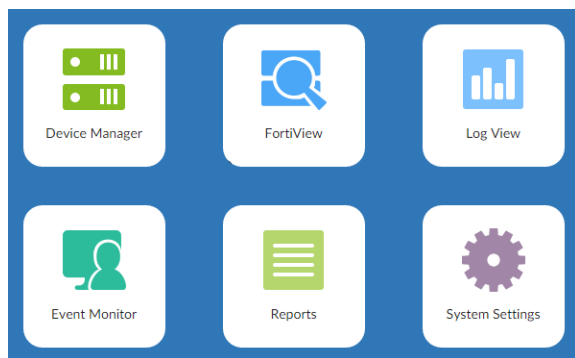 Device Manager
FortiView
Log View
Event Monitor
Reports
System Settings